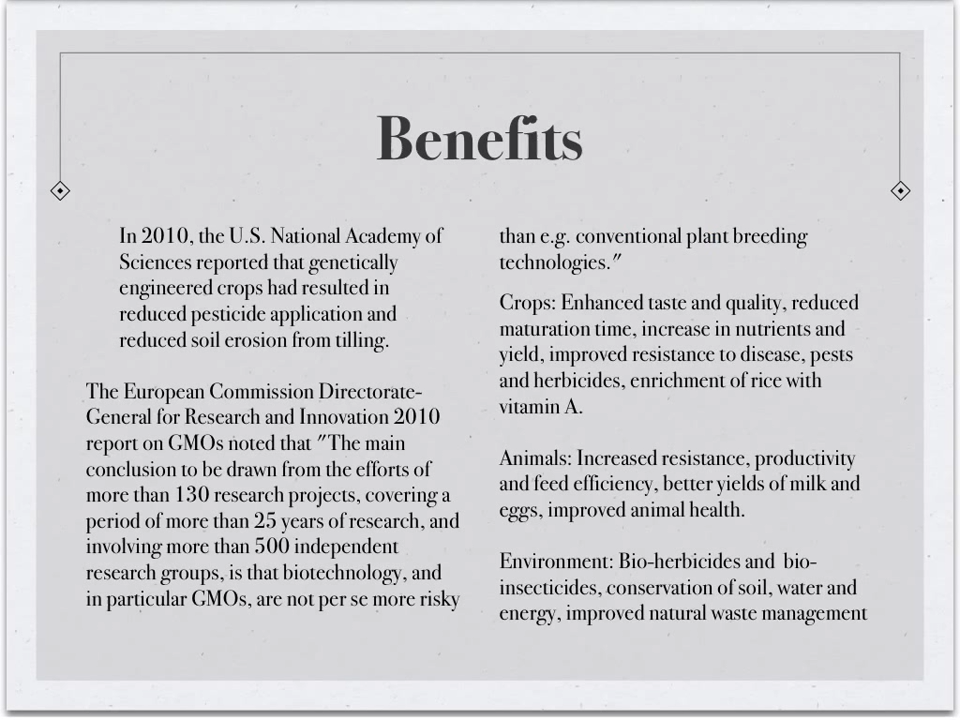 Benefits
In 2010, the U.S. National Academy of
Sciences reported that genetically
engineered crops had resulted in
reduced pesticide application and
reduced soil erosion from tilling.
The European Commission Directorate-
General for Research and Innovation 2010
report on GMOs noted that "The main
conclusion to be drawn from the efforts of
more than 130 research projects, covering a
period of more than 25 years of research, and
involving more than 500 independent
research groups, is that biotechnology, and
in particular GMOs, are not per se more risky
than e.g. conventional plant breeding
technologies."
Crops: Enhanced taste and quality, reduced
maturation time, increase in nutrients and
yield, improved resistance to disease, pests
and herbicides, enrichment of rice with
vitamin A.
Animals: Increased resistance, productivity
and feed efficiency, better yields of milk and
eggs, improved animal health.
Environment: Bio-herbicides and  bio-
insecticides, conservation of soil, water and
energy, improved natural waste management